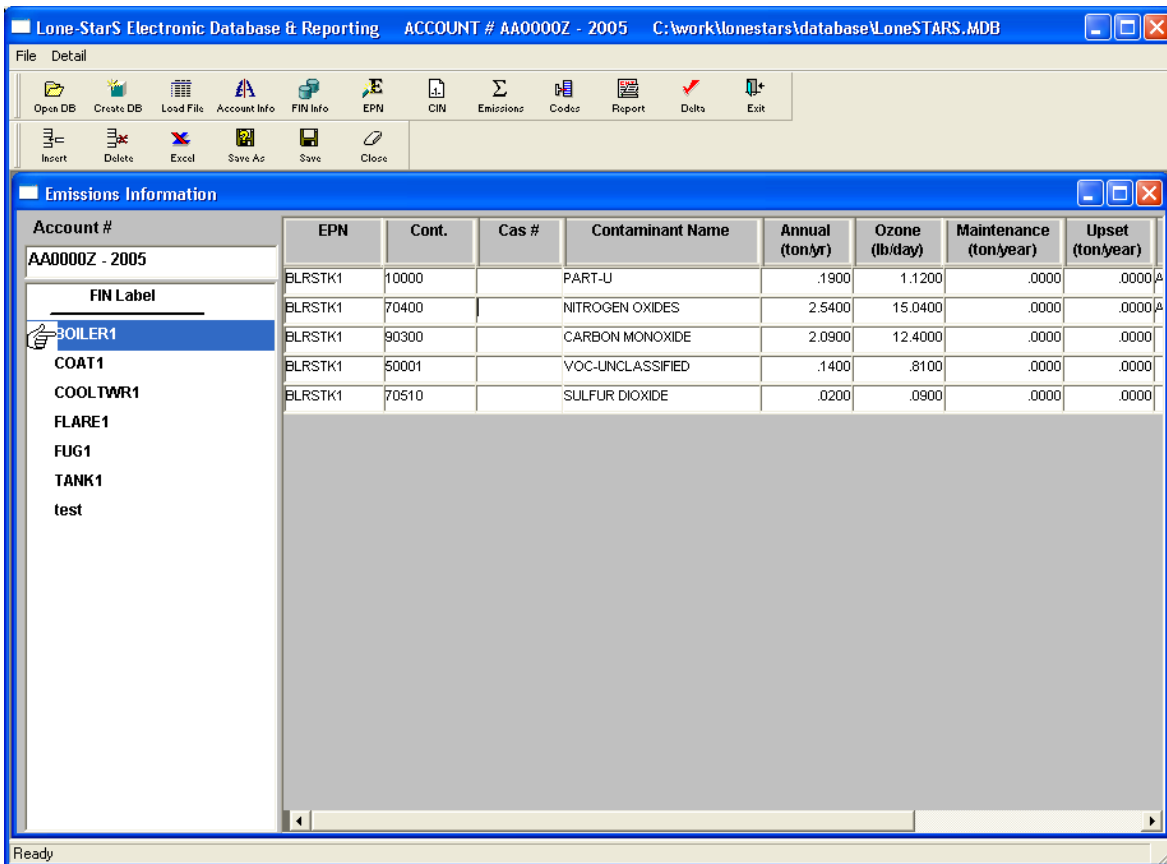 Lone-StarS Electronic Database & Reporting ACCOUNT # AA0000Z - 2005 C:\work\lonestars\database\LoneSTARS.MDB
File Detail
Open DB Create DB Load File Account Info FIN Info EPN CIN Emissions Codes Report Delta Exit
Insert Delete Excel Save As Save Close
Emissions Information
Account #
AA0000Z - 2005
FIN Label
BOILER1
COAT1
COOLTWR1
FLARE1
FUG1
TANK1
test
EPN Cont. Cas # Contaminant Name Annual (ton/yr) Ozone (lb/day) Maintenance (ton/year) Upset (ton/year)
BLRSTK1 10000 PART-U .1900 1.1200 .0000 .0000 A
BLRSTK1 70400 NITROGEN OXIDES 2.5400 15.0400 .0000 .0000 A
BLRSTK1 90300 CARBON MONOXIDE 2.0900 12.4000 .0000 .0000
BLRSTK1 50001 VOC-UNCLASSIFIED .1400 .8100 .0000 .0000
BLRSTK1 70510 SULFUR DIOXIDE .0200 .0900 .0000 .0000
Ready